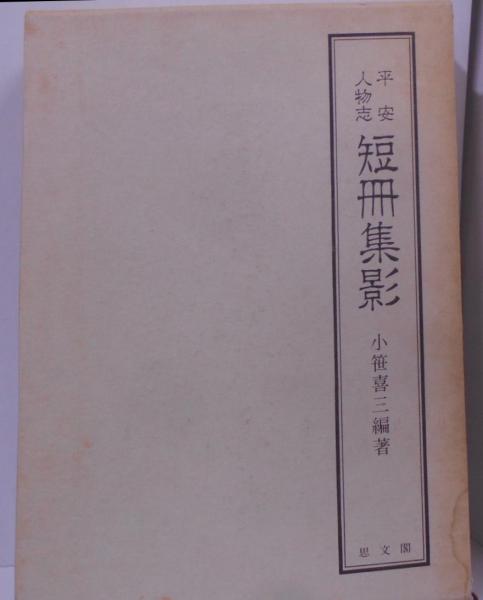 平安
人物志
短冊集影
小笹喜三編著
思文閣